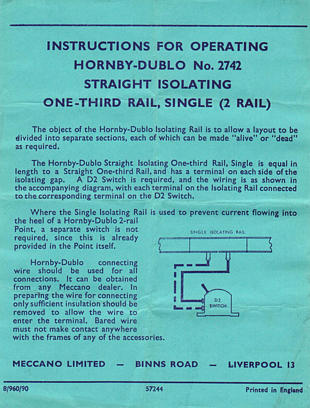 INSTRUCTIONS FOR OPERATING
HORNBY-DUBLO No. 2742
STRAIGHT ISOLATING
ONE-THIRD RAIL, SINGLE (2 RAIL)
The object of the Hornby-Dublo Isolating Rail is to allow a layout to be
divided into separate sections, each of which can be made "alive" or "dead"
as required.
The Hornby-Dublo Straight Isolating One-third Rail, Single is equal in
length to a Straight One-third Rail, and has a terminal on each side of the
isolating gap. A D2 Switch is required, and the wiring is as shown in
the accompanying diagram, with each terminal on the Isolating Rail connected
to the corresponding terminal on the D2 Switch.
Where the Single Isolating Rail is used to prevent current flowing into
the heel of a Hornby-Dublo 2-rail
Point, a separate switch is not
required, since this is already
provided in the Point itself.
Hornby-Dublo connecting
wire should be used for all
connections. It can be obtained
from any Meccano dealer. In
preparing the wire for connecting
only sufficient insulation should be
removed to allow the wire to
enter the terminal. Bared wire
must not make contact anywhere
with the frames of any of the accessories.
SINGLE ISOLATING RAIL
D2
SWITCH
MECCANO LIMITED — BINNS ROAD — LIVERPOOL 13
8/960/90 57244 Printed in England